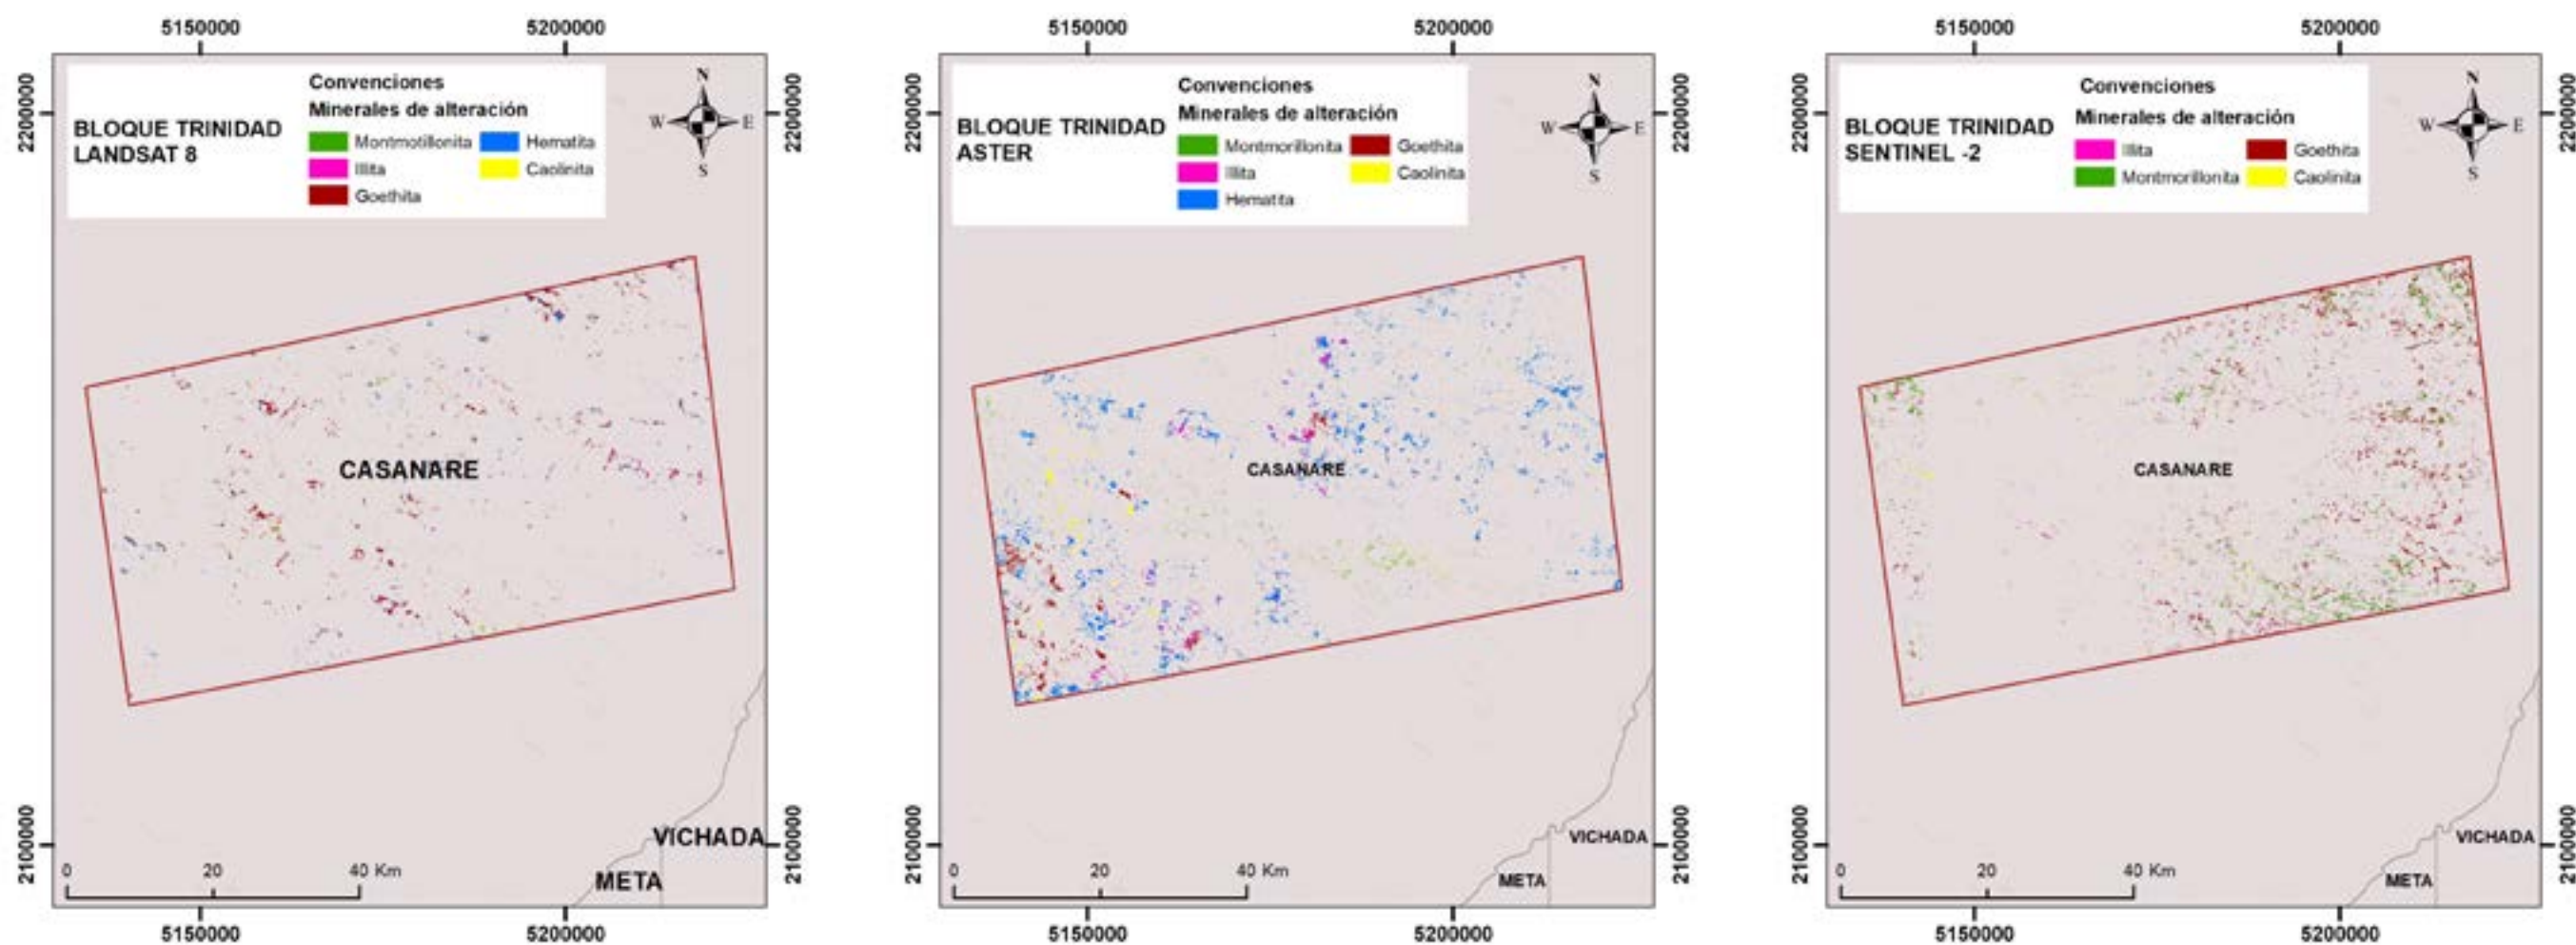 5150000 5200000
2200000 2200000
Convenciones
Minerales de alteración
BLOQUE TRINIDAD
LANDSAT 8
Montmotillonita Hematita
Illita Caolinita
Goethita
N
W E
S
CASANARE
VICHADA
META
0 20 40 Km
2100000 2100000
5150000 5200000
5150000 5200000
2200000 2200000
Convenciones
Minerales de alteración
BLOQUE TRINIDAD
ASTER
Montmorillonita Goethita
Illita Caolinita
Hematita
N
W E
S
CASANARE
VICHADA
META
0 20 40 Km
2100000 2100000
5150000 5200000
5150000 5200000
2200000 2200000
Convenciones
Minerales de alteración
BLOQUE TRINIDAD
SENTINEL -2
Illita Goethita
Montmorillonita Caolinita
N
W E
S
CASANARE
VICHADA
META
0 20 40 Km
2100000 2100000
5150000 5200000